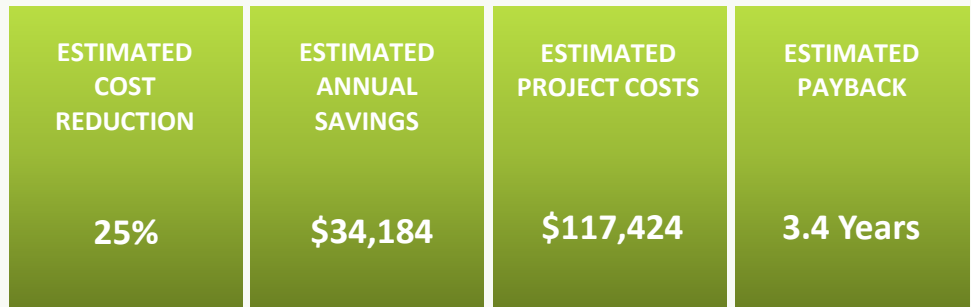 ESTIMATED
COST
REDUCTION
25%
ESTIMATED
ANNUAL
SAVINGS
$34,184
ESTIMATED
PROJECT COSTS
$117,424
ESTIMATED
PAYBACK
3.4 Years